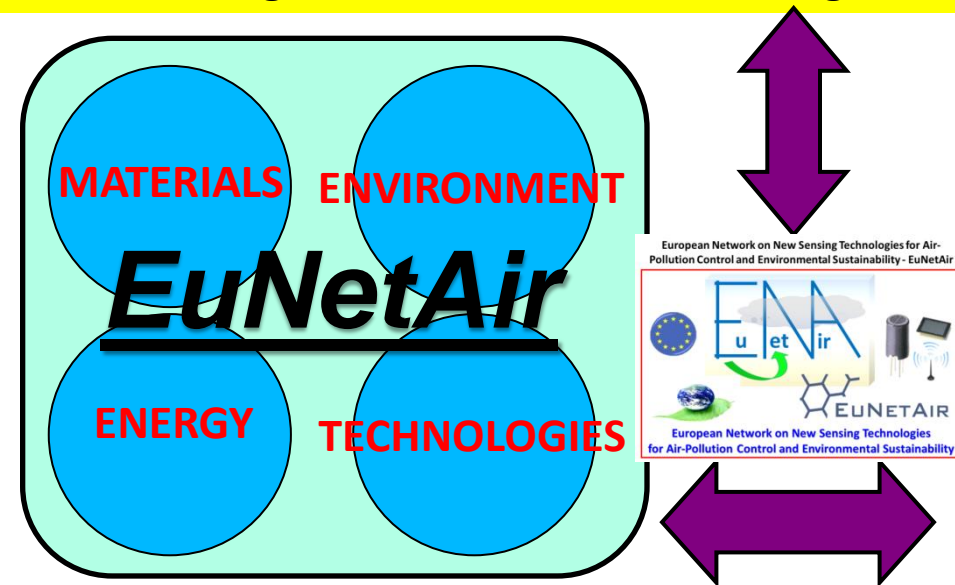 MATERIALS
ENVIRONMENT
EuNetAir
ENERGY
TECHNOLOGIES
European Network on New Sensing Technologies for Air-
Pollution Control and Environmental Sustainability - EuNetAir
ENA
u et ir
EUNETAIR
European Network on New Sensing Technologies
for Air-Pollution Control and Environmental Sustainability